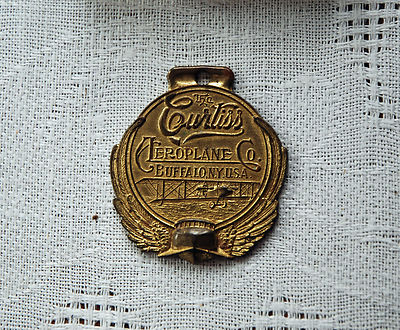 THE
Curtiss
AEROPLANE CO.
BUFFALO.N.Y.U.S.A.